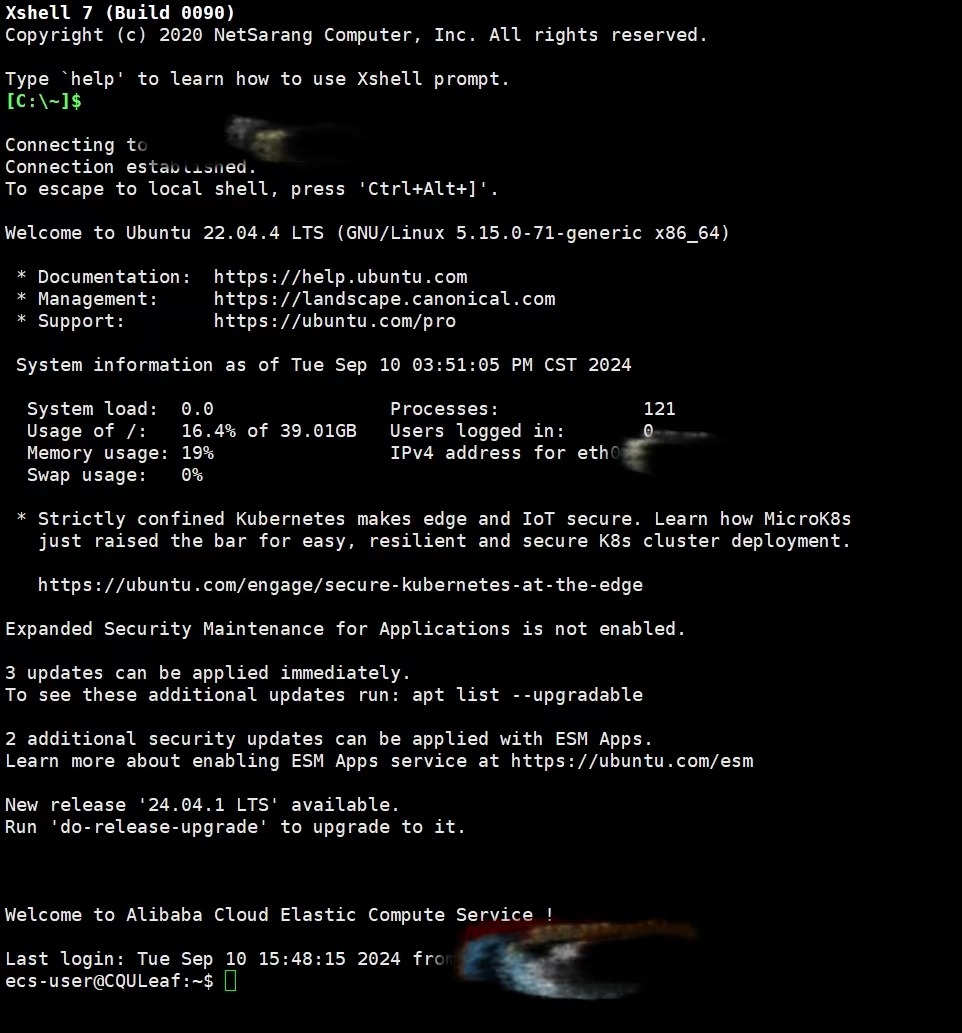 Xshell 7 (Build 0090)
Copyright (c) 2020 NetSarang Computer, Inc. All rights reserved.
Type `help' to learn how to use Xshell prompt.
[C:\~]$
Connecting to
Connection established.
To escape to local shell, press 'Ctrl+Alt+]'.
Welcome to Ubuntu 22.04.4 LTS (GNU/Linux 5.15.0-71-generic x86_64)
* Documentation:  https://help.ubuntu.com
* Management:     https://landscape.canonical.com
* Support:        https://ubuntu.com/pro
System information as of Tue Sep 10 03:51:05 PM CST 2024
System load:  0.0                Processes:             121
Usage of /:   16.4% of 39.01GB   Users logged in:       0
Memory usage: 19%                IPv4 address for eth0
Swap usage:   0%
* Strictly confined Kubernetes makes edge and IoT secure. Learn how MicroK8s
just raised the bar for easy, resilient and secure K8s cluster deployment.
https://ubuntu.com/engage/secure-kubernetes-at-the-edge
Expanded Security Maintenance for Applications is not enabled.
3 updates can be applied immediately.
To see these additional updates run: apt list --upgradable
2 additional security updates can be applied with ESM Apps.
Learn more about enabling ESM Apps service at https://ubuntu.com/esm
New release '24.04.1 LTS' available.
Run 'do-release-upgrade' to upgrade to it.
Welcome to Alibaba Cloud Elastic Compute Service !
Last login: Tue Sep 10 15:48:15 2024 from
ecs-user@CQULeaf:~$